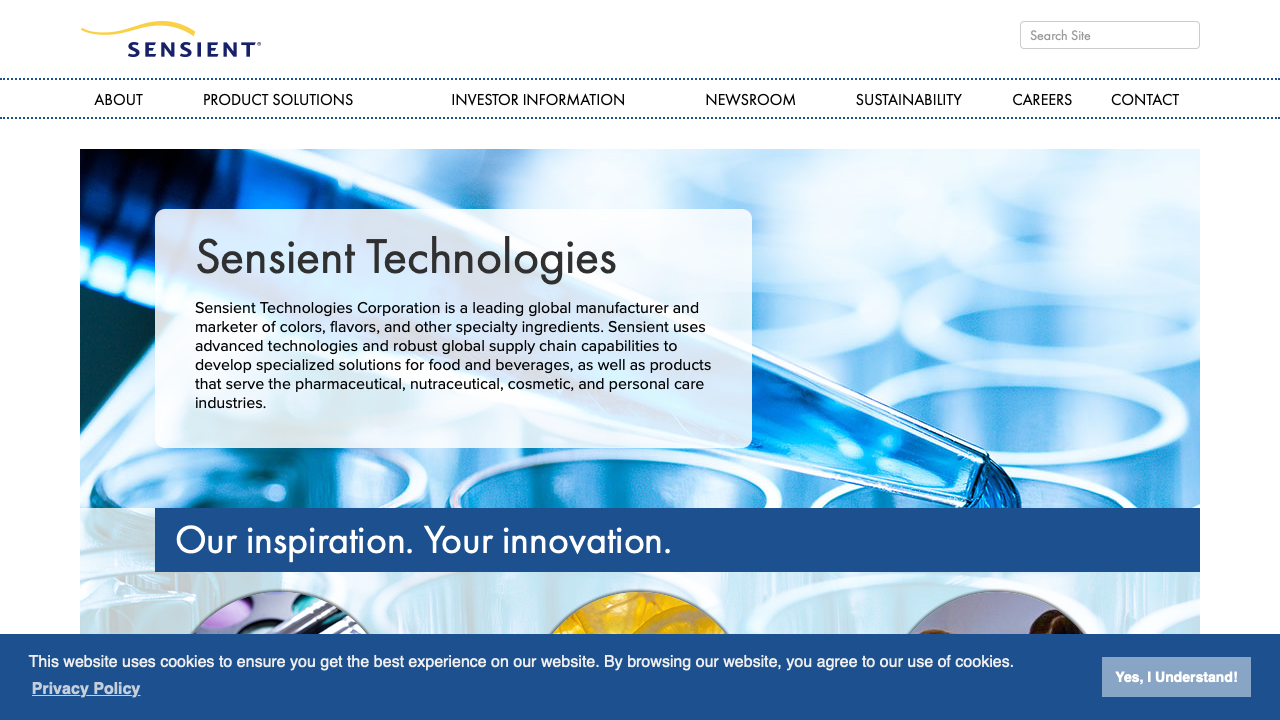 SENSIENT®
Search Site
ABOUT
PRODUCT SOLUTIONS
INVESTOR INFORMATION
NEWSROOM
SUSTAINABILITY
CAREERS
CONTACT
Sensient Technologies
Sensient Technologies Corporation is a leading global manufacturer and
marketer of colors, flavors, and other specialty ingredients. Sensient uses
advanced technologies and robust global supply chain capabilities to
develop specialized solutions for food and beverages, as well as products
that serve the pharmaceutical, nutraceutical, cosmetic, and personal care
industries.
Our inspiration. Your innovation.
This website uses cookies to ensure you get the best experience on our website. By browsing our website, you agree to our use of cookies.
Privacy Policy
Yes, I Understand!